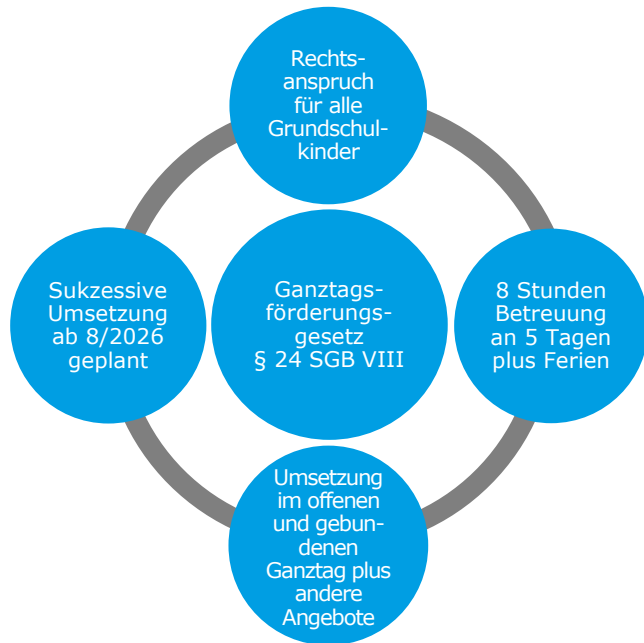 Rechts-
anspruch
für alle
Grundschul-
kinder
Sukzessive
Umsetzung
ab 8/2026
geplant
Ganztags-
förderungs-
gesetz
§ 24 SGB VIII
8 Stunden
Betreuung
an 5 Tagen
plus Ferien
Umsetzung
im offenen
und gebun-
denen
Ganztag plus
andere
Angebote